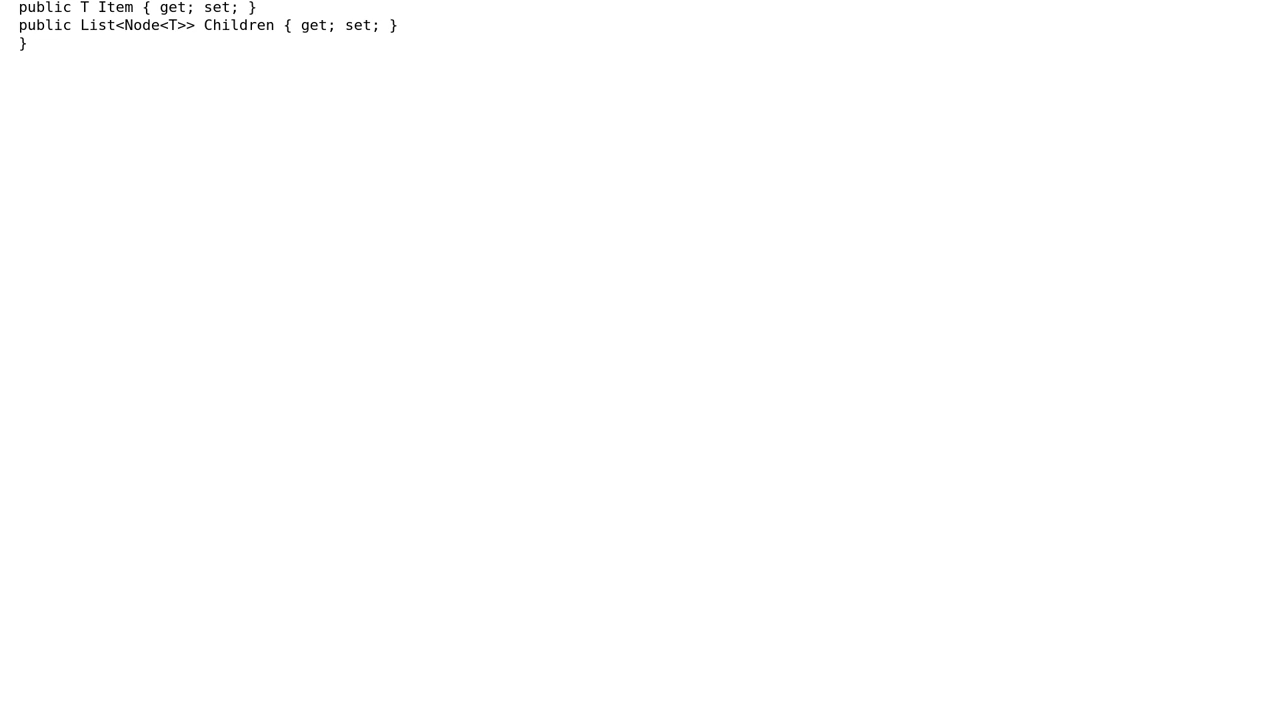 public T Item { get; set; }
public List<Node<T>> Children { get; set; }
}